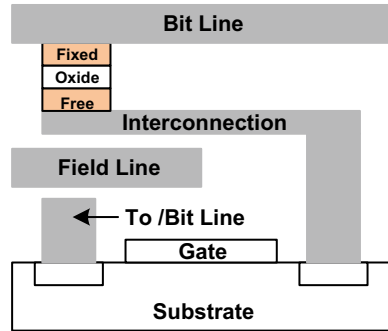 Bit Line
Fixed
Oxide
Free
Interconnection
Field Line
To /Bit Line
Gate
Substrate